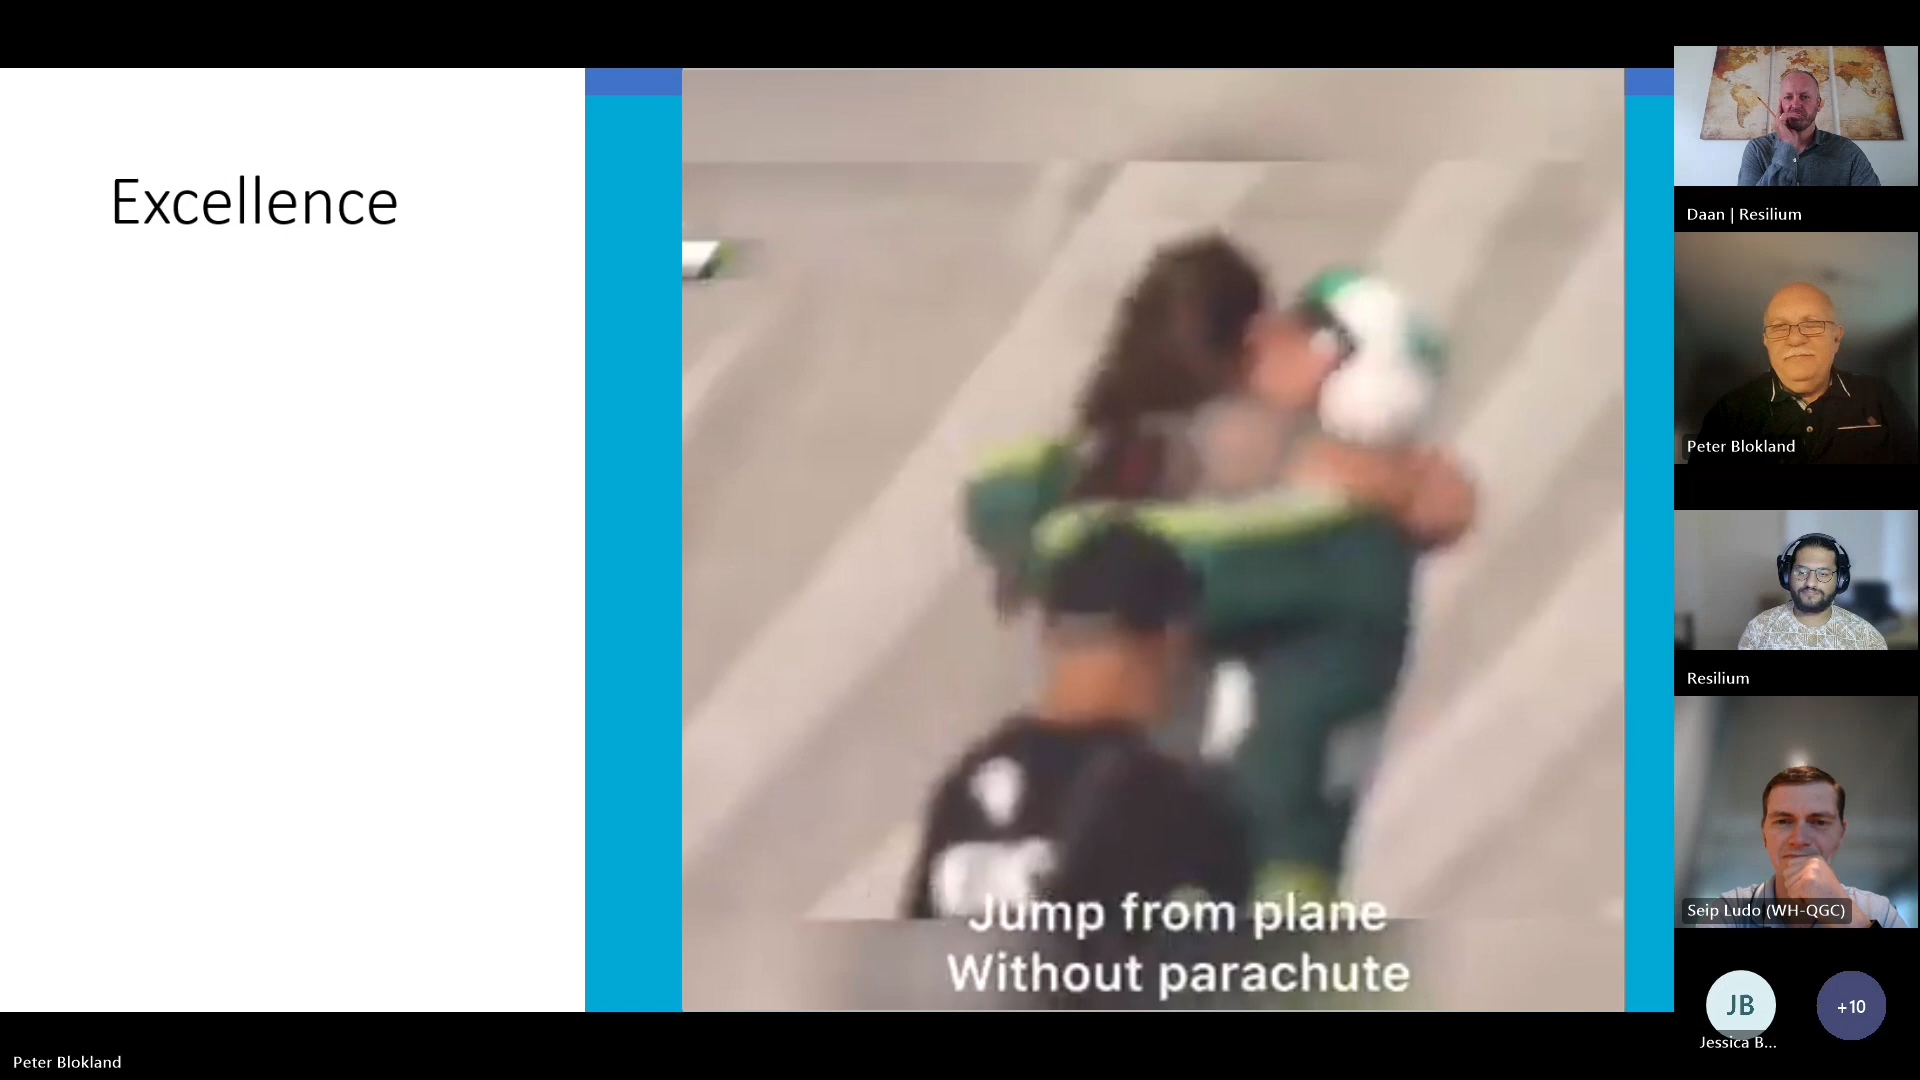 Excellence
Jump from plane
Without parachute
Daan | Resilium
Peter Blokland
Resilium
Seip Ludo (WH-QGC)
JB
Jessica B...
+10
Peter Blokland